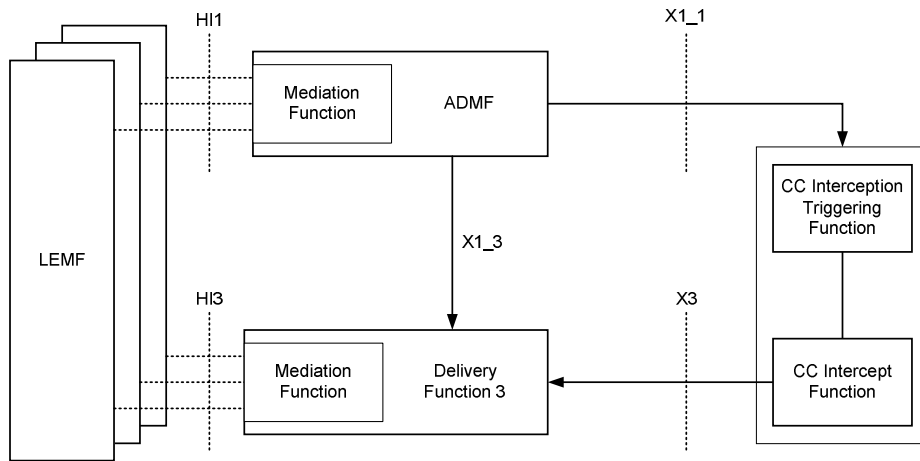 HI1
X1_1
Mediation
Function
ADMF
CC Interception
Triggering
Function
LEMF
X1_3
HI3
X3
Mediation
Function
Delivery
Function 3
CC Intercept
Function